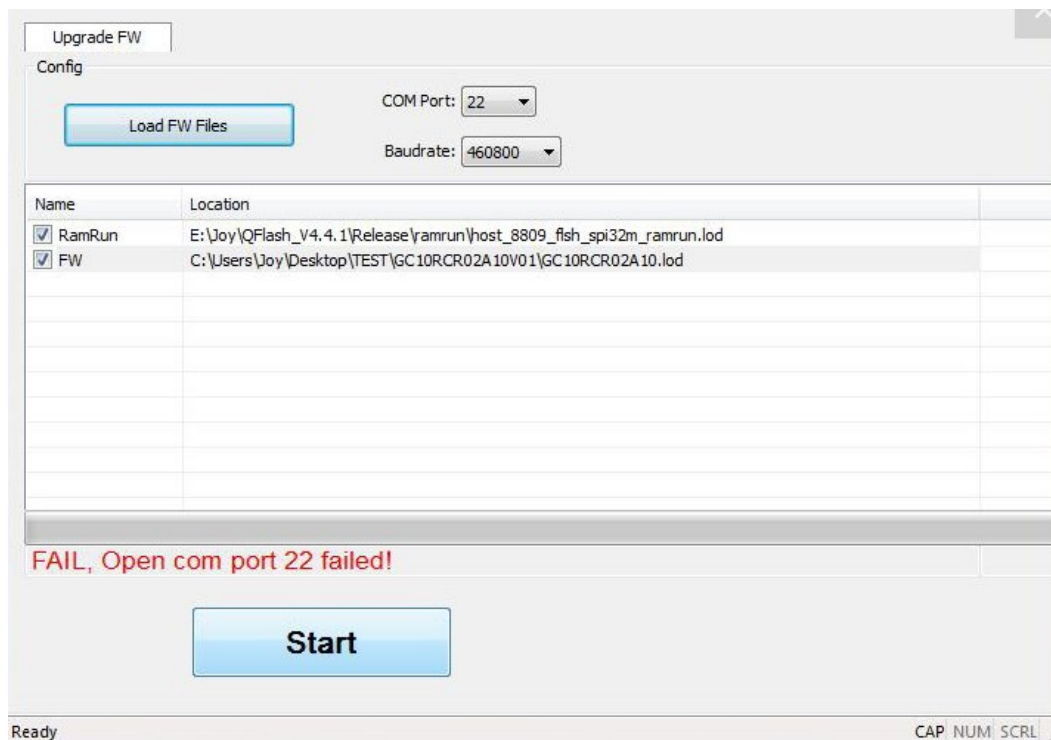 Upgrade FW
Config
Load FW Files
COM Port: 22
Baudrate: 460800
Name Location
RamRun E:\Joy\QFlash_V4.4.1\Release\ramrun\host_8809_flsh_spi32m_ramrun.lod
FW C:\Users\Joy\Desktop\TEST\GC10RCR02A10V01\GC10RCR02A10.lod
FAIL, Open com port 22 failed!
Start
Ready CAP NUM SCRL